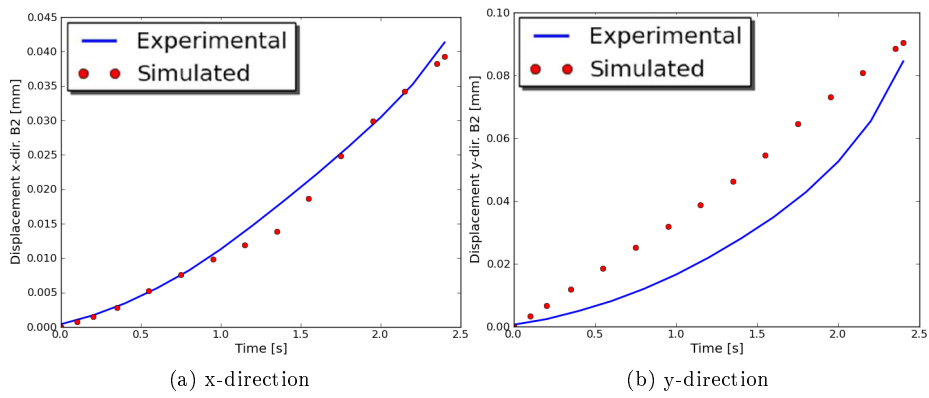 Experimental
Simulated
Displacement x-dir. B2 [mm]
0.045
0.040
0.035
0.030
0.025
0.020
0.015
0.010
0.005
0.000
0.0 0.5 1.0 1.5 2.0 2.5
Time [s]
(a) x-direction
Experimental
Simulated
Displacement y-dir. B2 [mm]
0.10
0.08
0.06
0.04
0.02
0.00
0.0 0.5 1.0 1.5 2.0 2.5
Time [s]
(b) y-direction